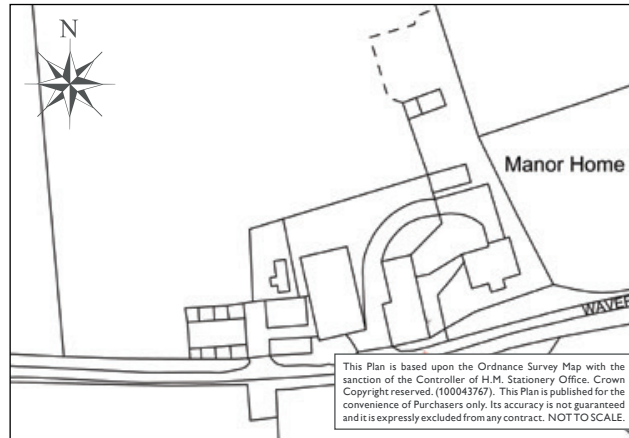 N
Manor Home
WAVER
This Plan is based upon the Ordnance Survey Map with the
sanction of the Controller of H.M. Stationery Office. Crown
Copyright reserved. (100043767). This Plan is published for the
convenience of Purchasers only. Its accuracy is not guaranteed
and it is expressly excluded from any contract. NOT TO SCALE.